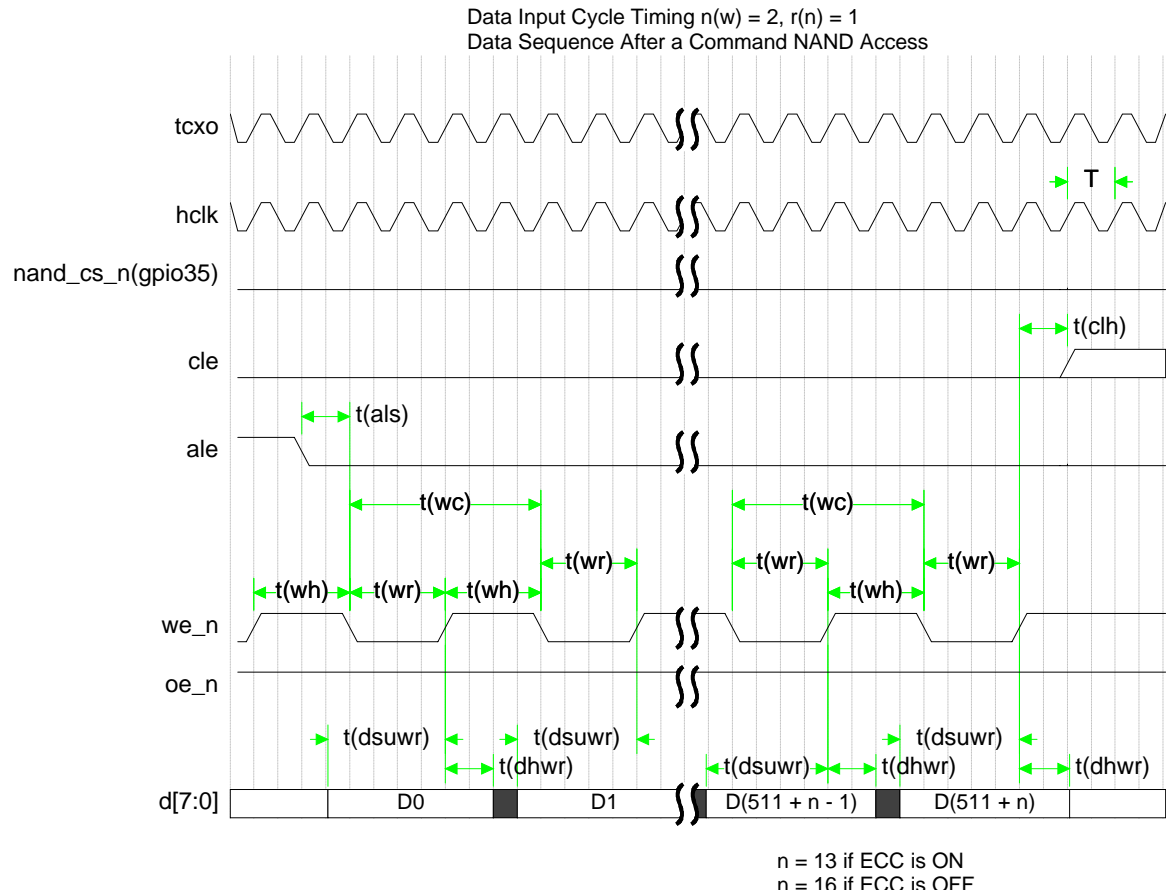 Data Input Cycle Timing n(w) = 2, r(n) = 1
Data Sequence After a Command NAND Access
tcxo
T
hclk
nand_cs_n(gpio35)
t(clh)
cle
t(als)
ale
t(wc) t(wc)
t(wr) t(wr) t(wr)
t(wh) t(wr) t(wh) t(wh)
we_n
oe_n
t(dsuwr) t(dsuwr) t(dsuwr)
t(dhwr) t(dsuwr) t(dhwr) t(dhwr)
d[7:0] D0 D1 D(511 + n - 1) D(511 + n)
n = 13 if ECC is ON
n = 16 if ECC is OFF